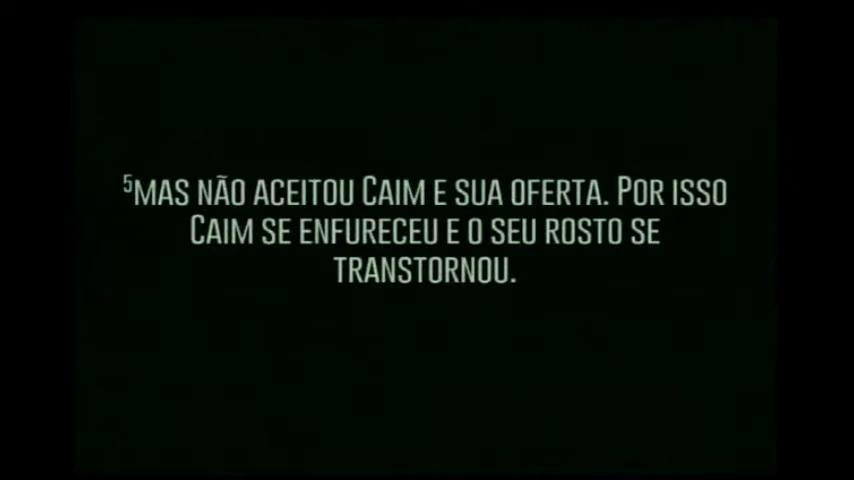 ⁵MAS NÃO ACEITOU CAIM E SUA OFERTA. POR ISSO
CAIM SE ENFURECEU E O SEU ROSTO SE
TRANSTORNOU.